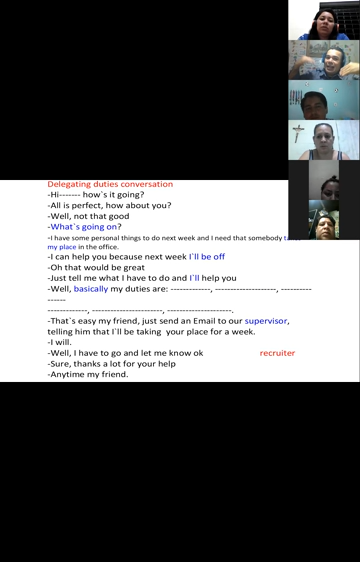 Delegating duties conversation
-Hi------- how`s it going?
-All is perfect, how about you?
-Well, not that good
-What`s going on?
-I have some personal things to do next week and I need that somebody
my place in the office.
-I can help you because next week I`ll be off
-Oh that would be great
-Just tell me what I have to do and I`ll help you
-Well, basically my duties are: -------------, --------------------, ----------
------
-------------, -----------------------, ---------------------.
-That`s easy my friend, just send an Email to our supervisor,
telling him that I`ll be taking your place for a week.
-I will.
-Well, I have to go and let me know ok recruiter
-Sure, thanks a lot for your help
-Anytime my friend.